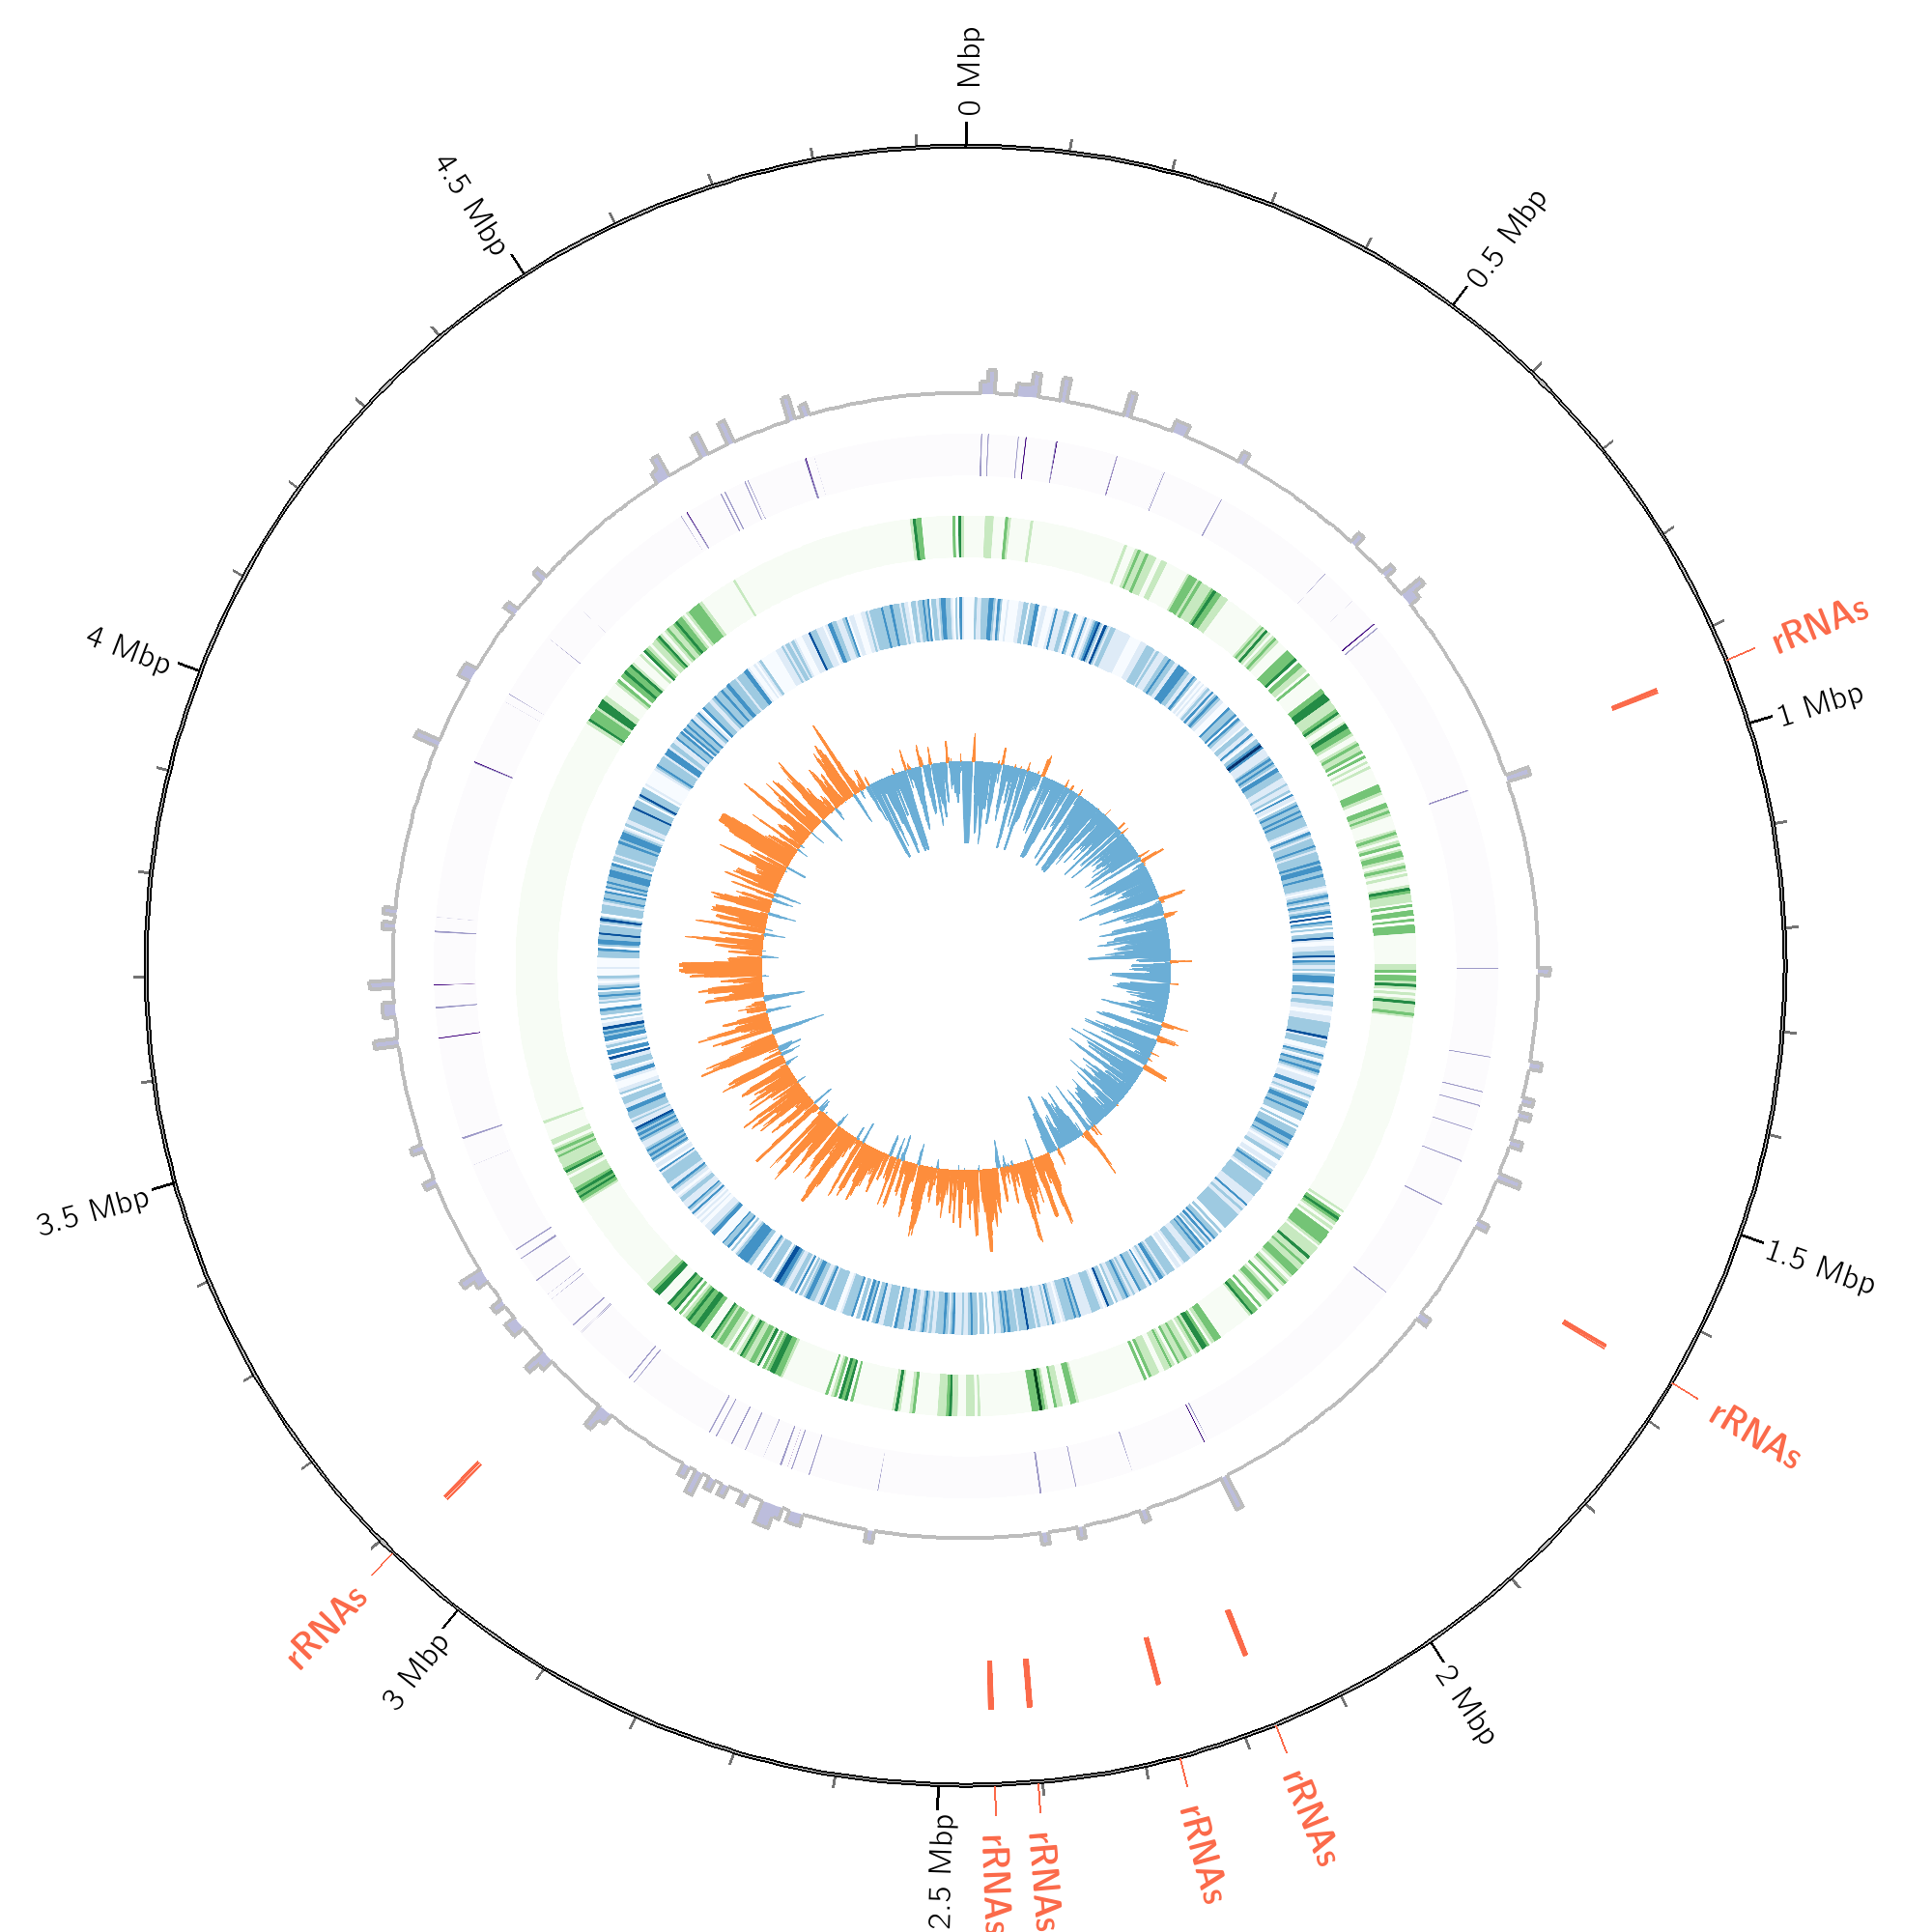 0 Mbp
0.5 Mbp
rRNAs
1 Mbp
1.5 Mbp
rRNAs
2 Mbp
rRNAs
rRNAs
rRNAs
rRNAs
2.5 Mbp
3 Mbp
rRNAs
3.5 Mbp
4 Mbp
4.5 Mbp